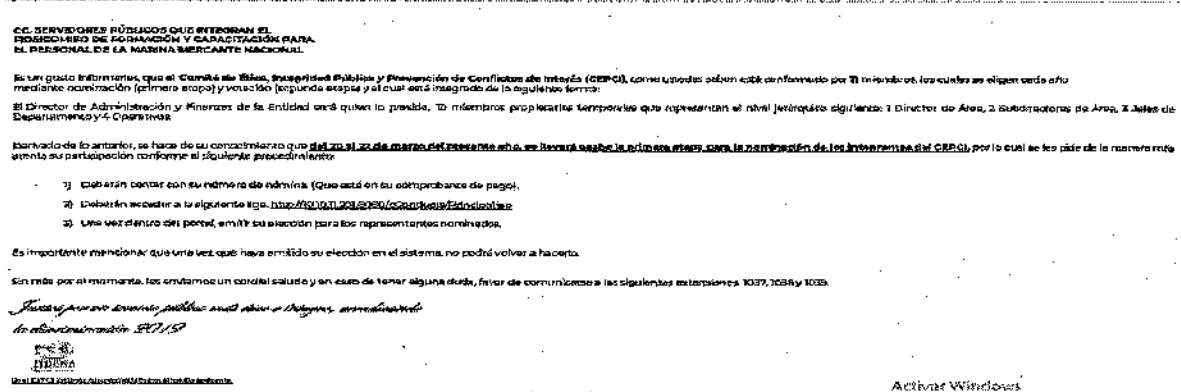 CC. SERVIDORES PÚBLICOS QUE INTEGRAN EL
FIDEICOMISO DE FORMACIÓN Y CAPACITACIÓN PARA
EL PERSONAL DE LA MARINA MERCANTE NACIONAL
Es un gusto informarles, que el Comité de Ética, Integridad Pública y Prevención de Conflictos de Interés (CEPCI), como ustedes saben está conformado por 11 miembros, los cuales se eligen cada año
mediante nominación (primera etapa) y votación (segunda etapa) y el cual está integrado de la siguiente forma:
El Director de Administración y Finanzas de la Entidad será quien lo presida, 10 miembros propietarios temporales que representan el nivel jerárquico siguiente: 1 Director de Área, 2 Subdirectores de Área, 3 Jefes de
Departamento y 4 Operativos
Derivado de lo anterior, se hace de su conocimiento que del 20 al 22 de marzo del presente año, se llevará acabo la primera etapa para la nominación de los integrantes del CEPCI, por lo cual se les pide de la manera más
atenta su participación conforme al siguiente procedimiento:
1) Deberán contar con su número de nómina (Que está en su comprobante de pago).
2) Deberán acceder a la siguiente liga.
3) Una vez dentro del portal, emitir su elección para los representantes nominados.
Es importante mencionar que una vez que haya emitido su elección en el sistema, no podrá volver a hacerlo.
Sin más por el momento, les enviamos un cordial saludo y en caso de tener alguna duda, favor de comunicarse a las siguientes extensiones 1037, 1038 y 1039.
Activar Windows